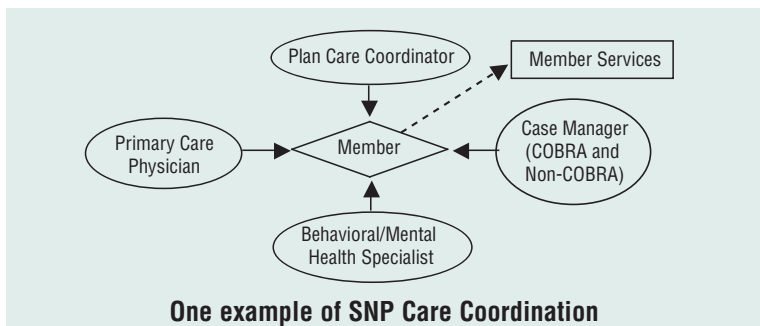 Plan Care Coordinator
Member Services
Primary Care
Physician
Member
Case Manager
(COBRA and
Non-COBRA)
Behavioral/Mental
Health Specialist
One example of SNP Care Coordination